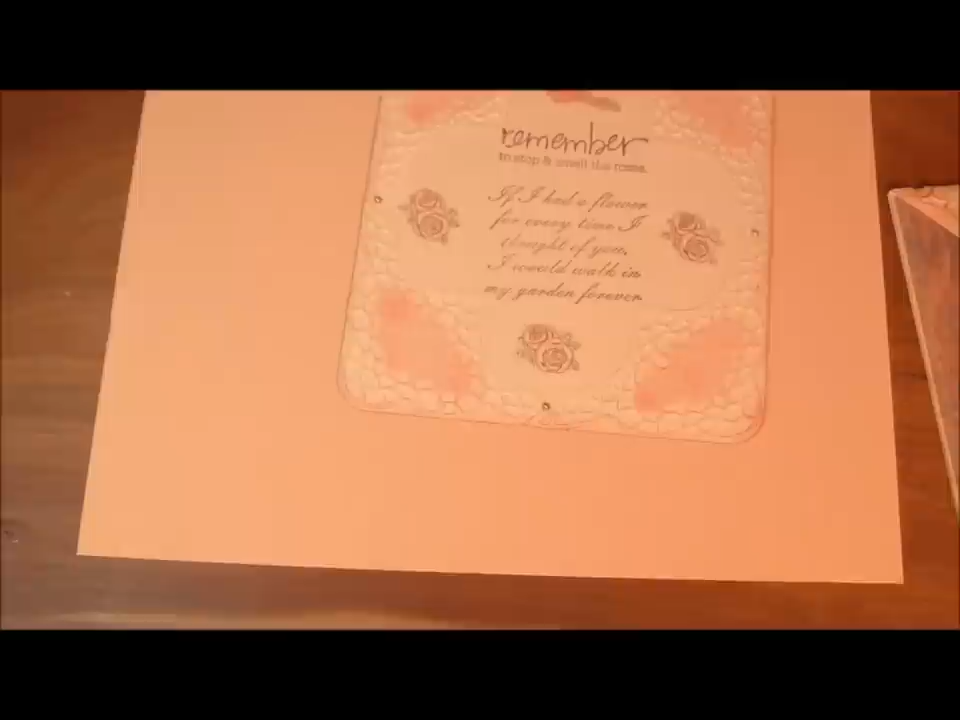 remember
to stop & smell the roses.
If I had a flower
for every time I
thought of you,
I would walk in
my garden forever